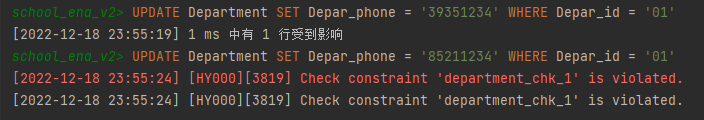 school_ena_v2> UPDATE Department SET Depar_phone = '39351234' WHERE Depar_id = '01'
[2022-12-18 23:55:19] 1 ms 中有 1 行受到影响
school_ena_v2> UPDATE Department SET Depar_phone = '85211234' WHERE Depar_id = '01'
[2022-12-18 23:55:24] [HY000][3819] Check constraint 'department_chk_1' is violated.
[2022-12-18 23:55:24] [HY000][3819] Check constraint 'department_chk_1' is violated.